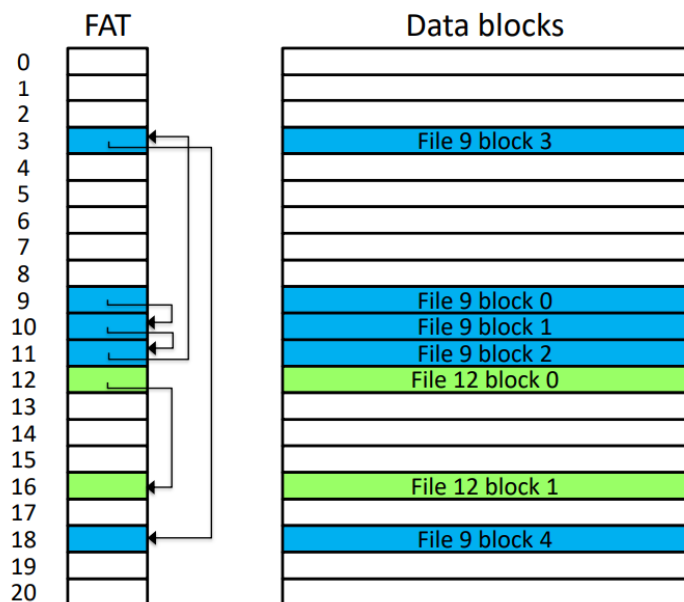 FAT Data blocks
0
1
2
3 File 9 block 3
4
5
6
7
8
9 File 9 block 0
10 File 9 block 1
11 File 9 block 2
12 File 12 block 0
13
14
15
16 File 12 block 1
17
18 File 9 block 4
19
20